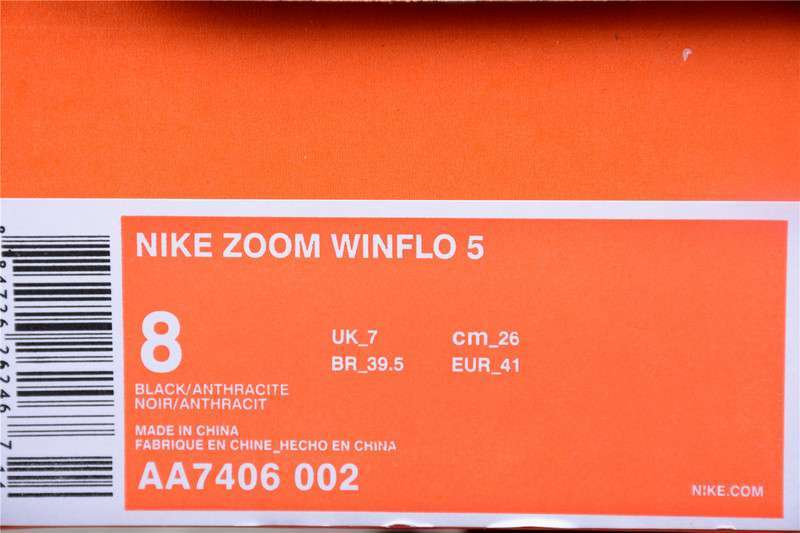 NIKE ZOOM WINFLO 5
8
UK_7 cm_26
BR_39.5 EUR_41
BLACK/ANTHRACITE
NOIR/ANTHRACIT
MADE IN CHINA
FABRIQUE EN CHINE_HECHO EN CHINA
AA7406 002
NIKE.COM